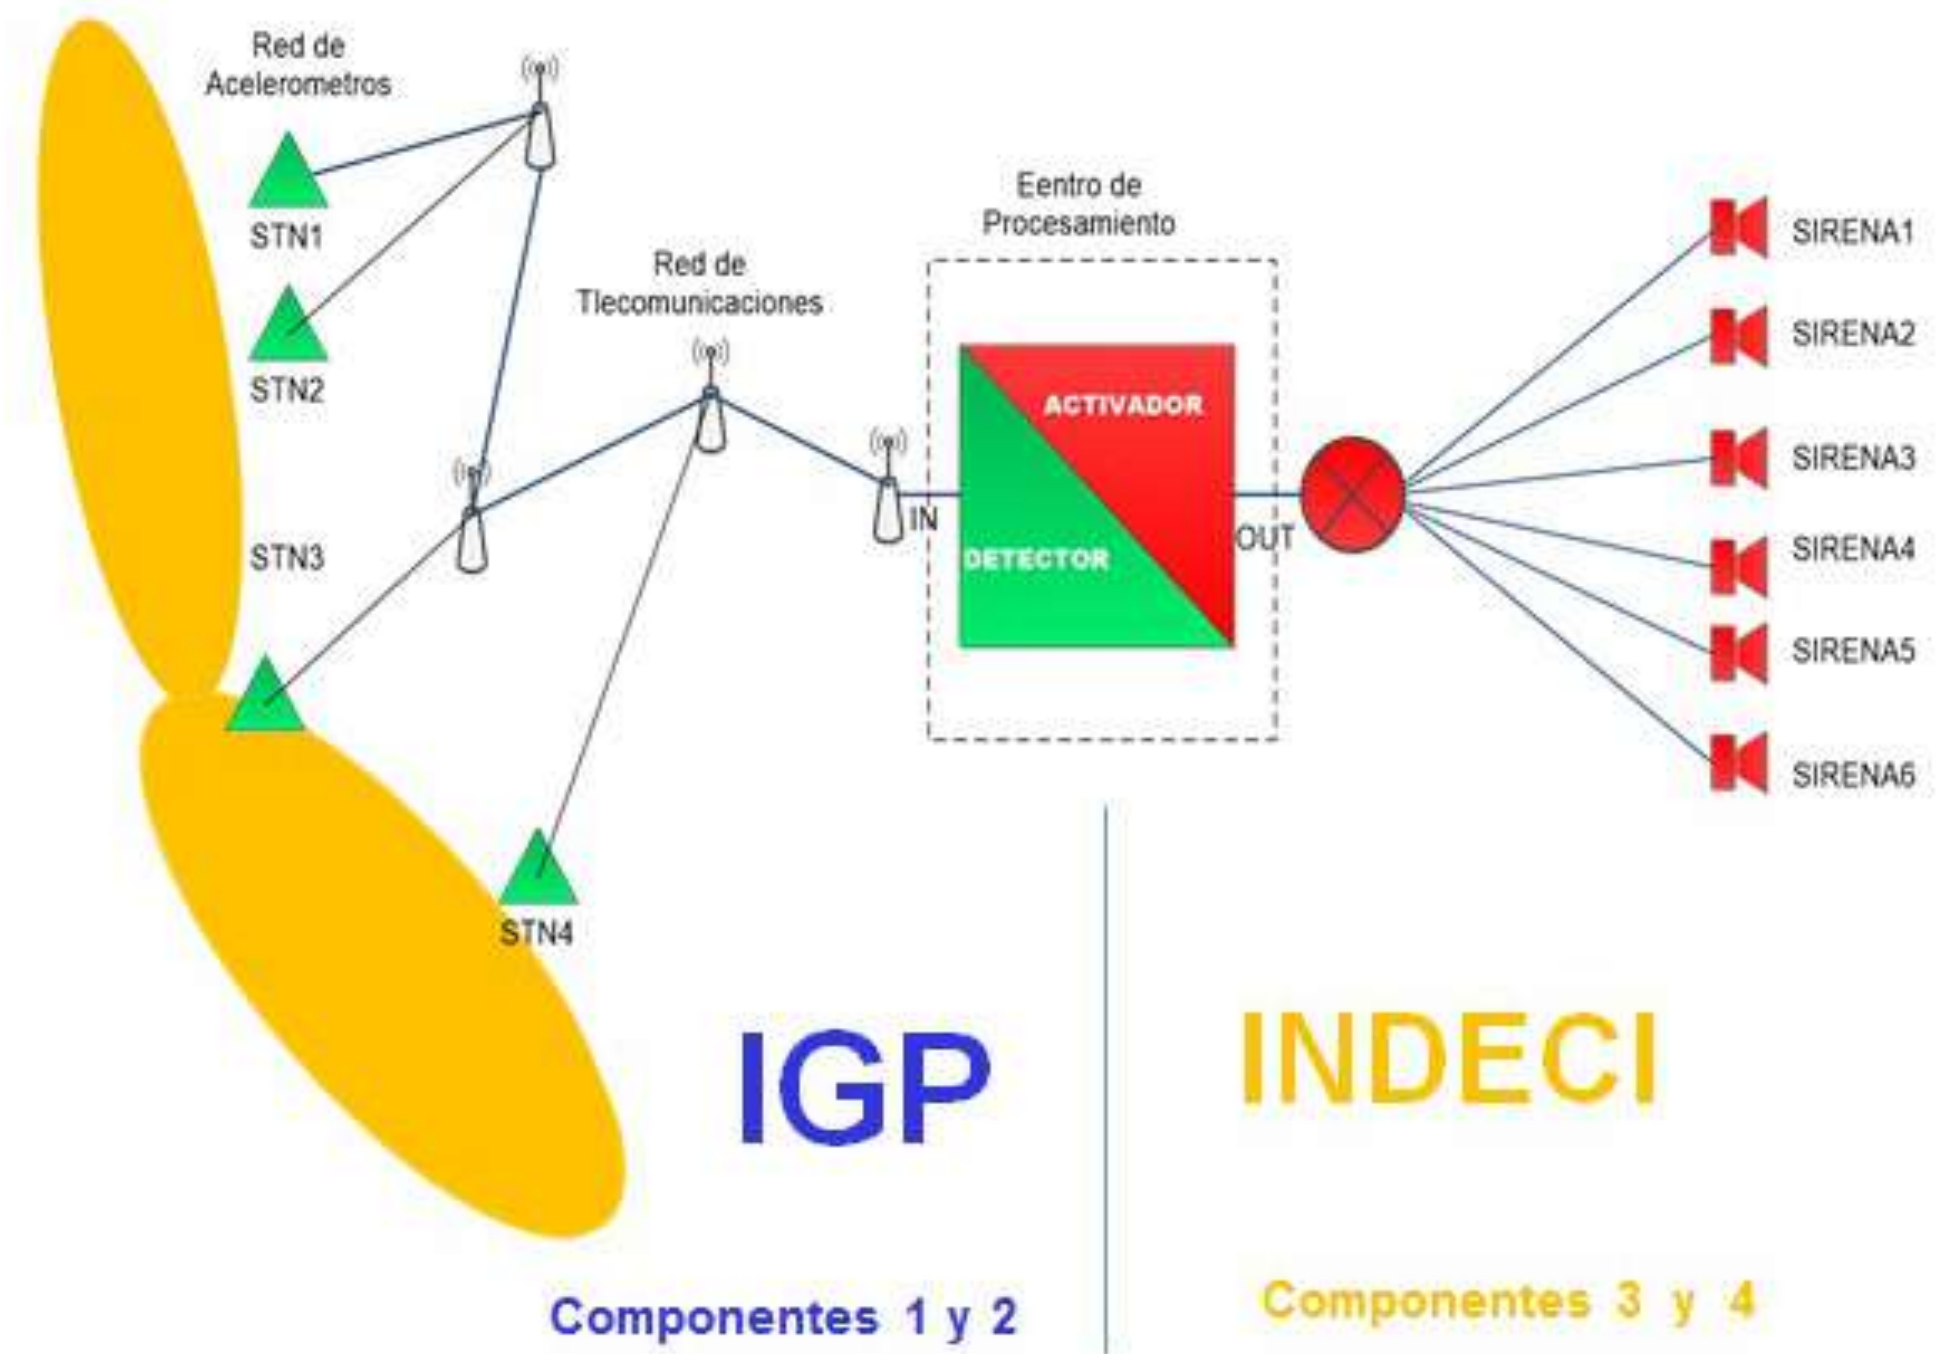 Red de
Acelerometros
STN1
STN2
STN3
STN4
Red de
Tlecomunicaciones
Eentro de
Procesamiento
ACTIVADOR
DETECTOR
IN
OUT
SIRENA1
SIRENA2
SIRENA3
SIRENA4
SIRENA5
SIRENA6
IGP
INDECI
Componentes 1 y 2
Componentes 3 y 4